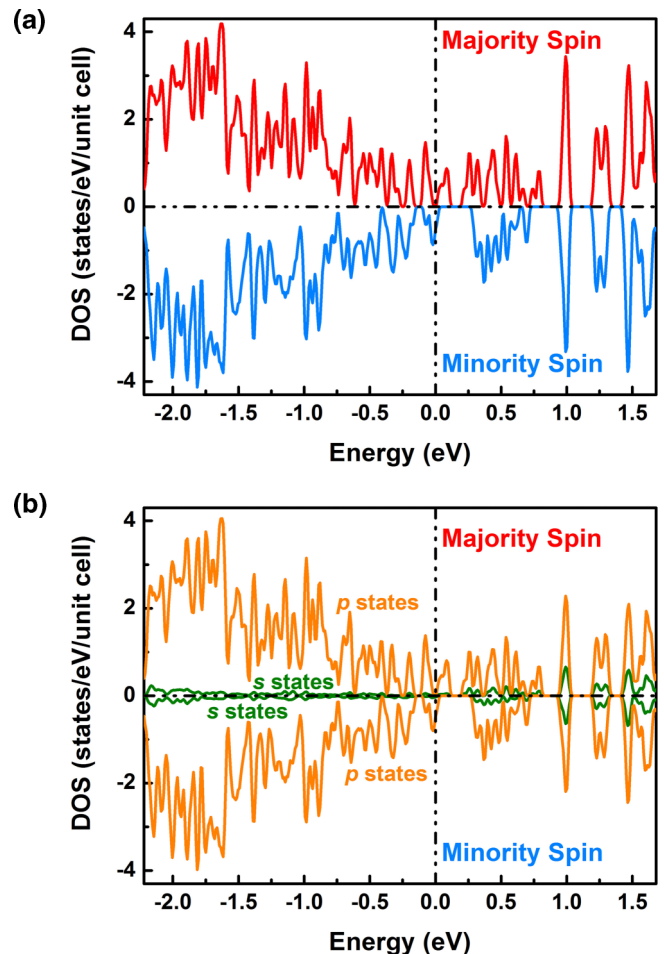 (a)
4
2
0
-2
-4
DOS (states/eV/unit cell)
Majority Spin
Minority Spin
-2.0 -1.5 -1.0 -0.5 0.0 0.5 1.0 1.5
Energy (eV)
(b)
4
2
0
-2
-4
DOS (states/eV/unit cell)
Majority Spin
p states
s states
s states
p states
Minority Spin
-2.0 -1.5 -1.0 -0.5 0.0 0.5 1.0 1.5
Energy (eV)